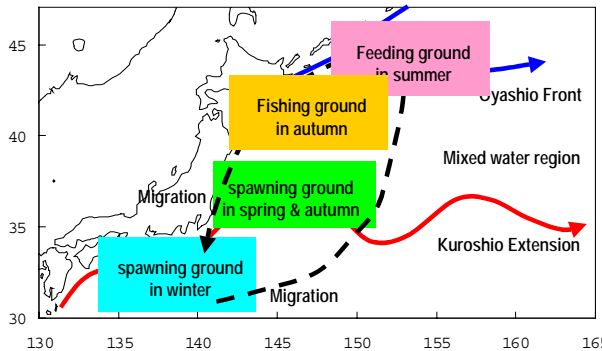 45
40
35
30
130 135 140 145 150 155 160 165
Feeding ground
in summer
Oyashio Front
Fishing ground
in autumn
Mixed water region
spawning ground
in spring & autumn
Migration
Kuroshio Extension
spawning ground
in winter
Migration